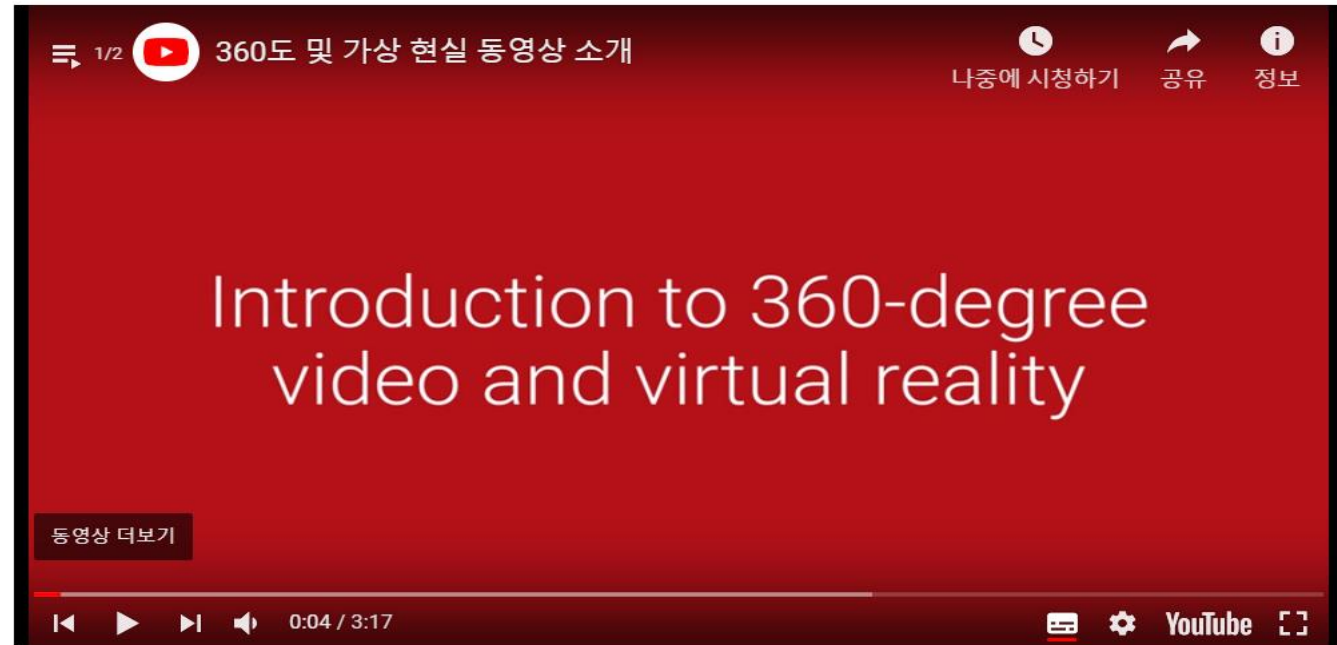 1/2 360도 및 가상 현실 동영상 소개
나중에 시청하기 공유 정보
Introduction to 360-degree
video and virtual reality
동영상 더보기
0:04 / 3:17 YouTube